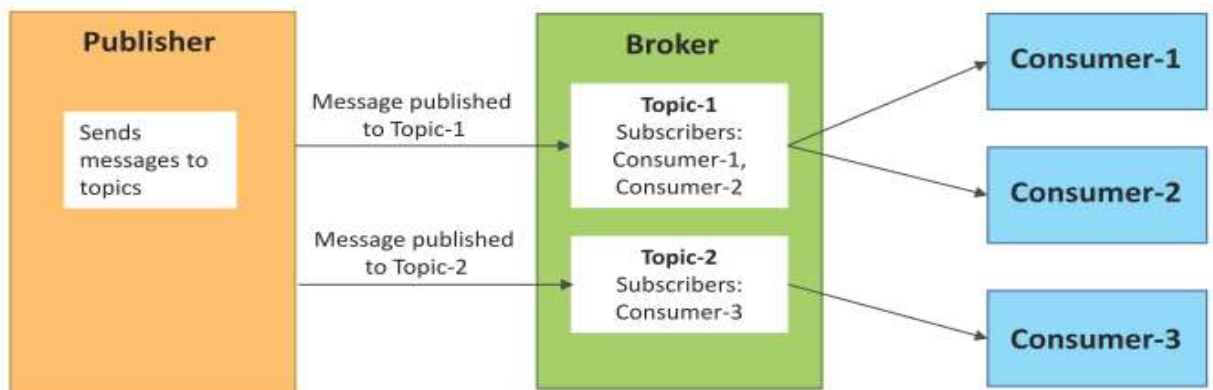 Publisher
Sends
messages to
topics
Message published
to Topic-1
Message published
to Topic-2
Broker
Topic-1
Subscribers:
Consumer-1,
Consumer-2
Topic-2
Subscribers:
Consumer-3
Consumer-1
Consumer-2
Consumer-3